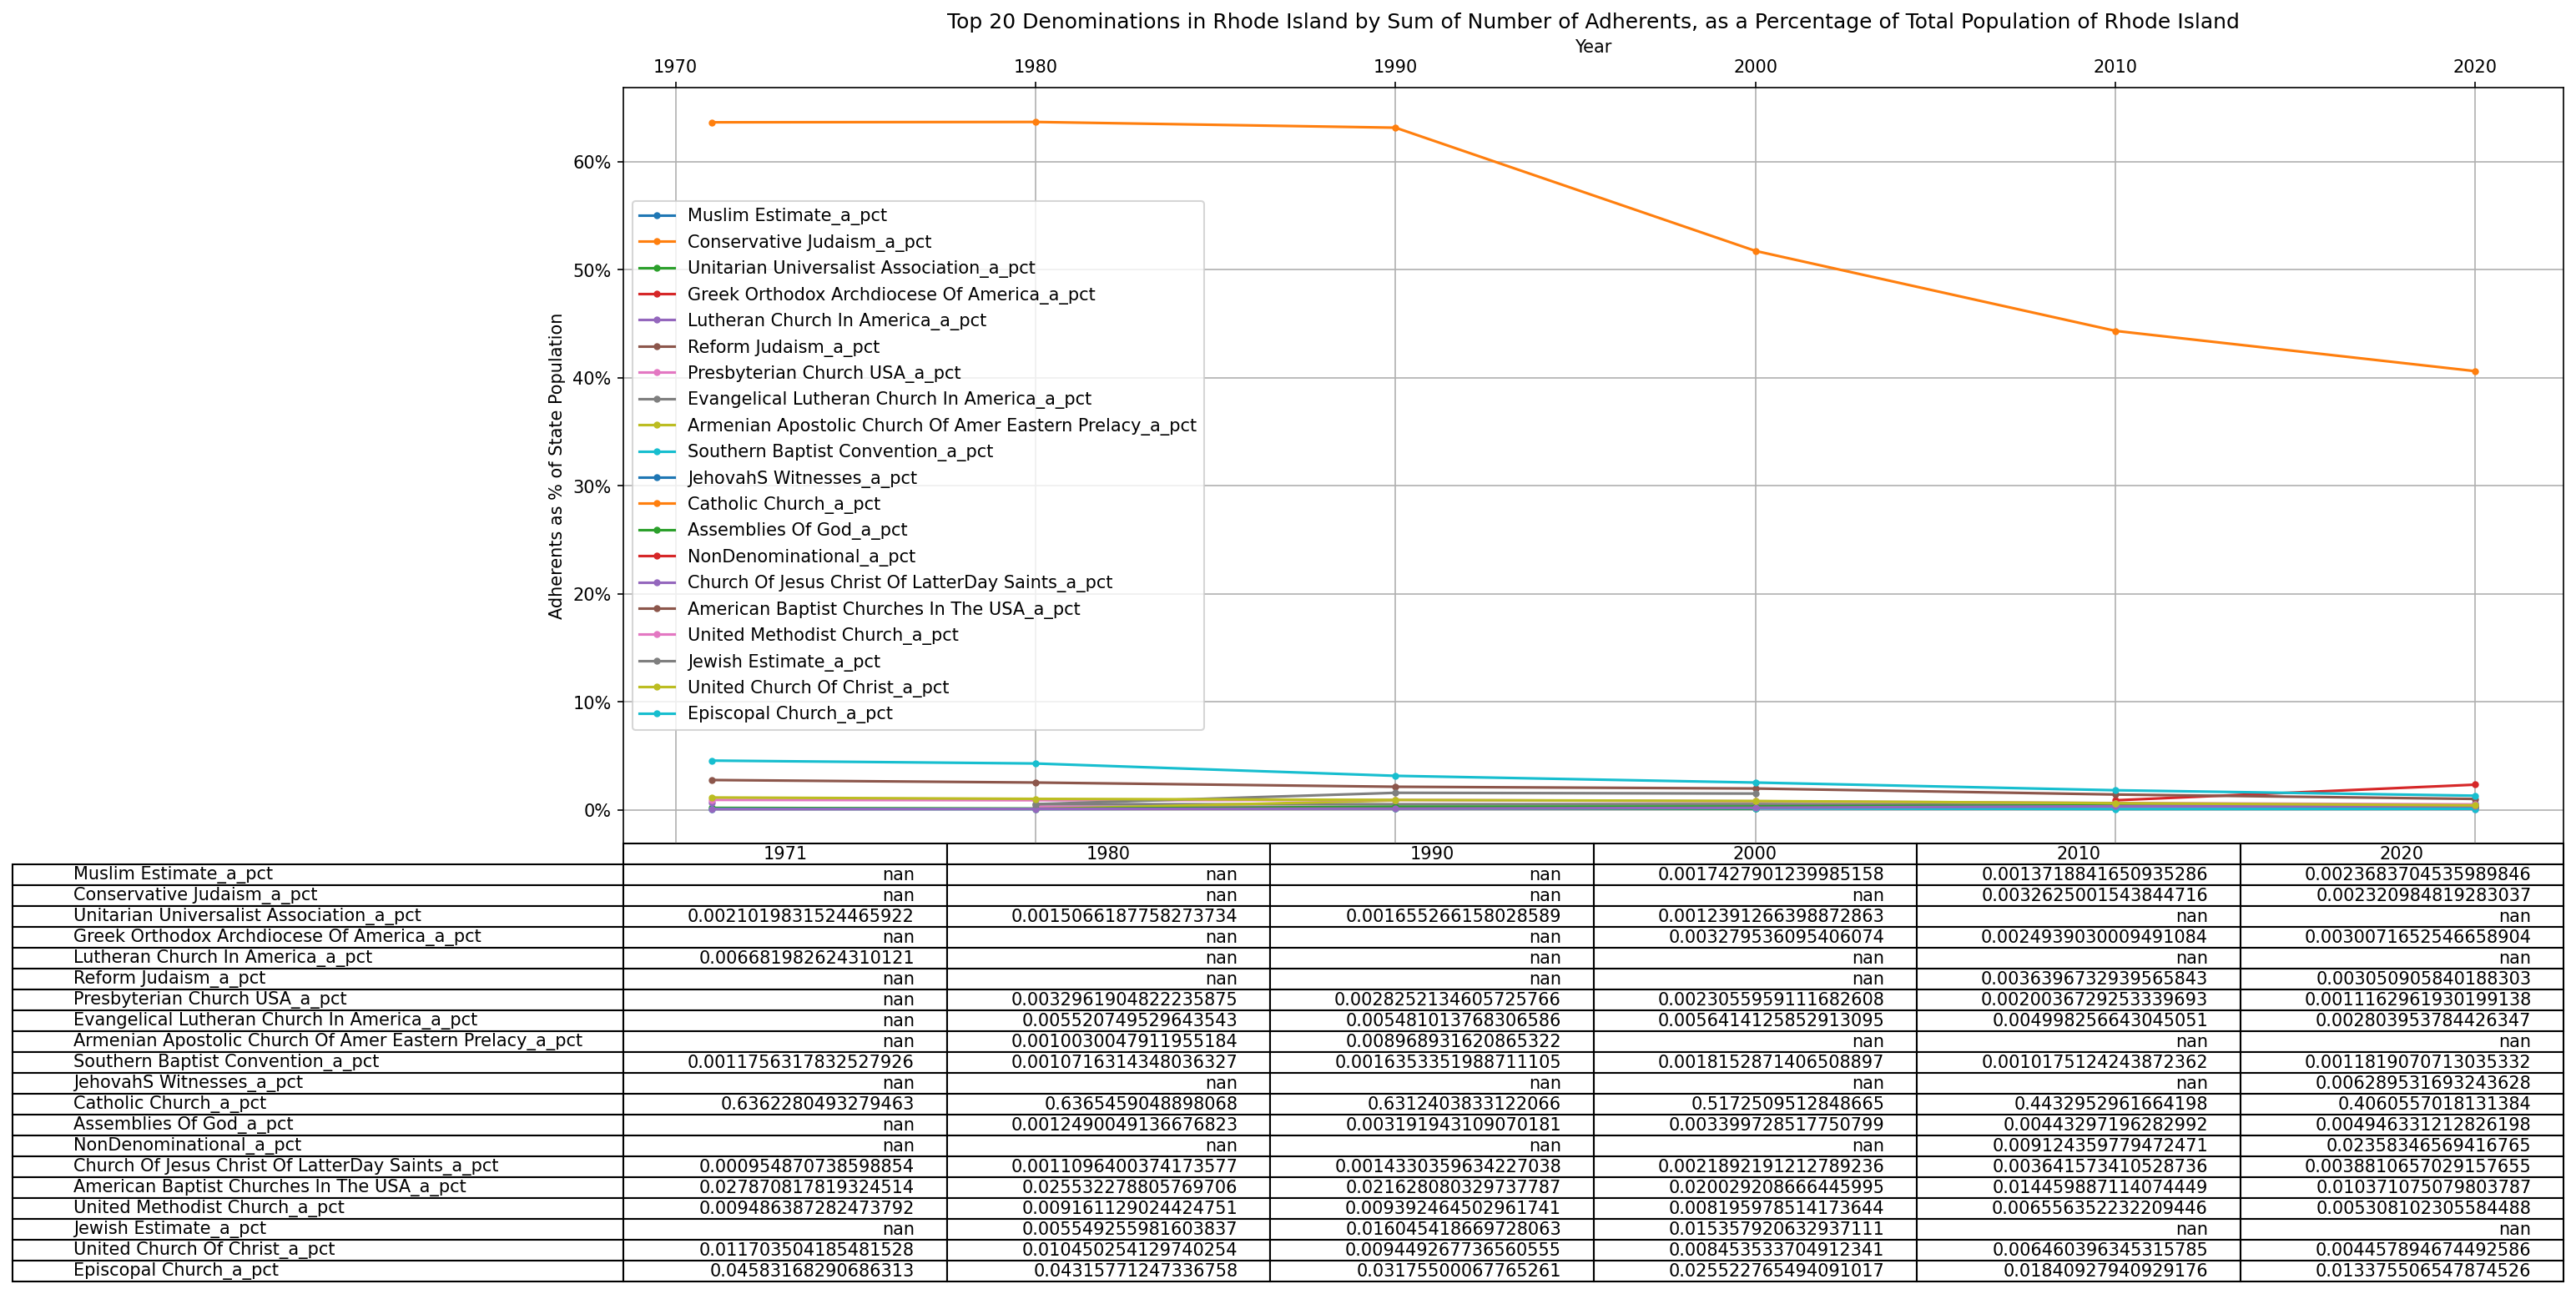 Top 20 Denominations in Rhode Island by Sum of Number of Adherents, as a Percentage of Total Population of Rhode Island
Year
1970 1980 1990 2000 2010 2020
60%
50%
40%
30%
20%
10%
0%
Adherents as % of State Population
Muslim Estimate_a_pct
Conservative Judaism_a_pct
Unitarian Universalist Association_a_pct
Greek Orthodox Archdiocese Of America_a_pct
Lutheran Church In America_a_pct
Reform Judaism_a_pct
Presbyterian Church USA_a_pct
Evangelical Lutheran Church In America_a_pct
Armenian Apostolic Church Of Amer Eastern Prelacy_a_pct
Southern Baptist Convention_a_pct
JehovahS Witnesses_a_pct
Catholic Church_a_pct
Assemblies Of God_a_pct
NonDenominational_a_pct
Church Of Jesus Christ Of LatterDay Saints_a_pct
American Baptist Churches In The USA_a_pct
United Methodist Church_a_pct
Jewish Estimate_a_pct
United Church Of Christ_a_pct
Episcopal Church_a_pct
1971 1980 1990 2000 2010 2020
Muslim Estimate_a_pct nan nan nan 0.0017427901239985158 0.0013718841650935286 0.0023683704535989846
Conservative Judaism_a_pct nan nan nan nan 0.0032625001543844716 0.002320984819283037
Unitarian Universalist Association_a_pct 0.0021019831524465922 0.0015066187758273734 0.001655266158028589 0.0012391266398872863 nan nan
Greek Orthodox Archdiocese Of America_a_pct nan nan nan 0.003279536095406074 0.0024939030009491084 0.0030071652546658904
Lutheran Church In America_a_pct 0.006681982624310121 nan nan nan nan nan
Reform Judaism_a_pct nan nan nan nan 0.0036396732939565843 0.003050905840188303
Presbyterian Church USA_a_pct nan 0.0032961904822235875 0.0028252134605725766 0.0023055959111682608 0.0020036729253339693 0.0011162961930199138
Evangelical Lutheran Church In America_a_pct nan 0.005520749529643543 0.005481013768306586 0.0056414125852913095 0.004998256643045051 0.002803953784426347
Armenian Apostolic Church Of Amer Eastern Prelacy_a_pct nan 0.0010030047911955184 0.008968931620865322 nan nan nan
Southern Baptist Convention_a_pct 0.0011756317832527926 0.0010716314348036327 0.0016353351988711105 0.0018152871406508897 0.0010175124243872362 0.0011819070713035332
JehovahS Witnesses_a_pct nan nan nan nan nan 0.006289531693243628
Catholic Church_a_pct 0.6362280493279463 0.6365459048898068 0.6312403833122066 0.5172509512848665 0.4432952961664198 0.4060557018131384
Assemblies Of God_a_pct nan 0.0012490049136676823 0.003191943109070181 0.003399728517750799 0.00443297196282992 0.004946331212826198
NonDenominational_a_pct nan nan nan nan 0.009124359779472471 0.02358346569416765
Church Of Jesus Christ Of LatterDay Saints_a_pct 0.000954870738598854 0.0011096400374173577 0.0014330359634227038 0.0021892191212789236 0.003641573410528736 0.0038810657029157655
American Baptist Churches In The USA_a_pct 0.027870817819324514 0.025532278805769706 0.021628080329737787 0.020029208666445995 0.014459887114074449 0.010371075079803787
United Methodist Church_a_pct 0.009486387282473792 0.009161129024424751 0.009392464502961741 0.008195978514173644 0.006556352232209446 0.005308102305584488
Jewish Estimate_a_pct nan 0.005549255981603837 0.016045418669728063 0.015357920632937111 nan nan
United Church Of Christ_a_pct 0.011703504185481528 0.010450254129740254 0.009449267736560555 0.008453533704912341 0.006460396345315785 0.004457894674492586
Episcopal Church_a_pct 0.04583168290686313 0.04315771247336758 0.03175500067765261 0.025522765494091017 0.01840927940929176 0.013375506547874526